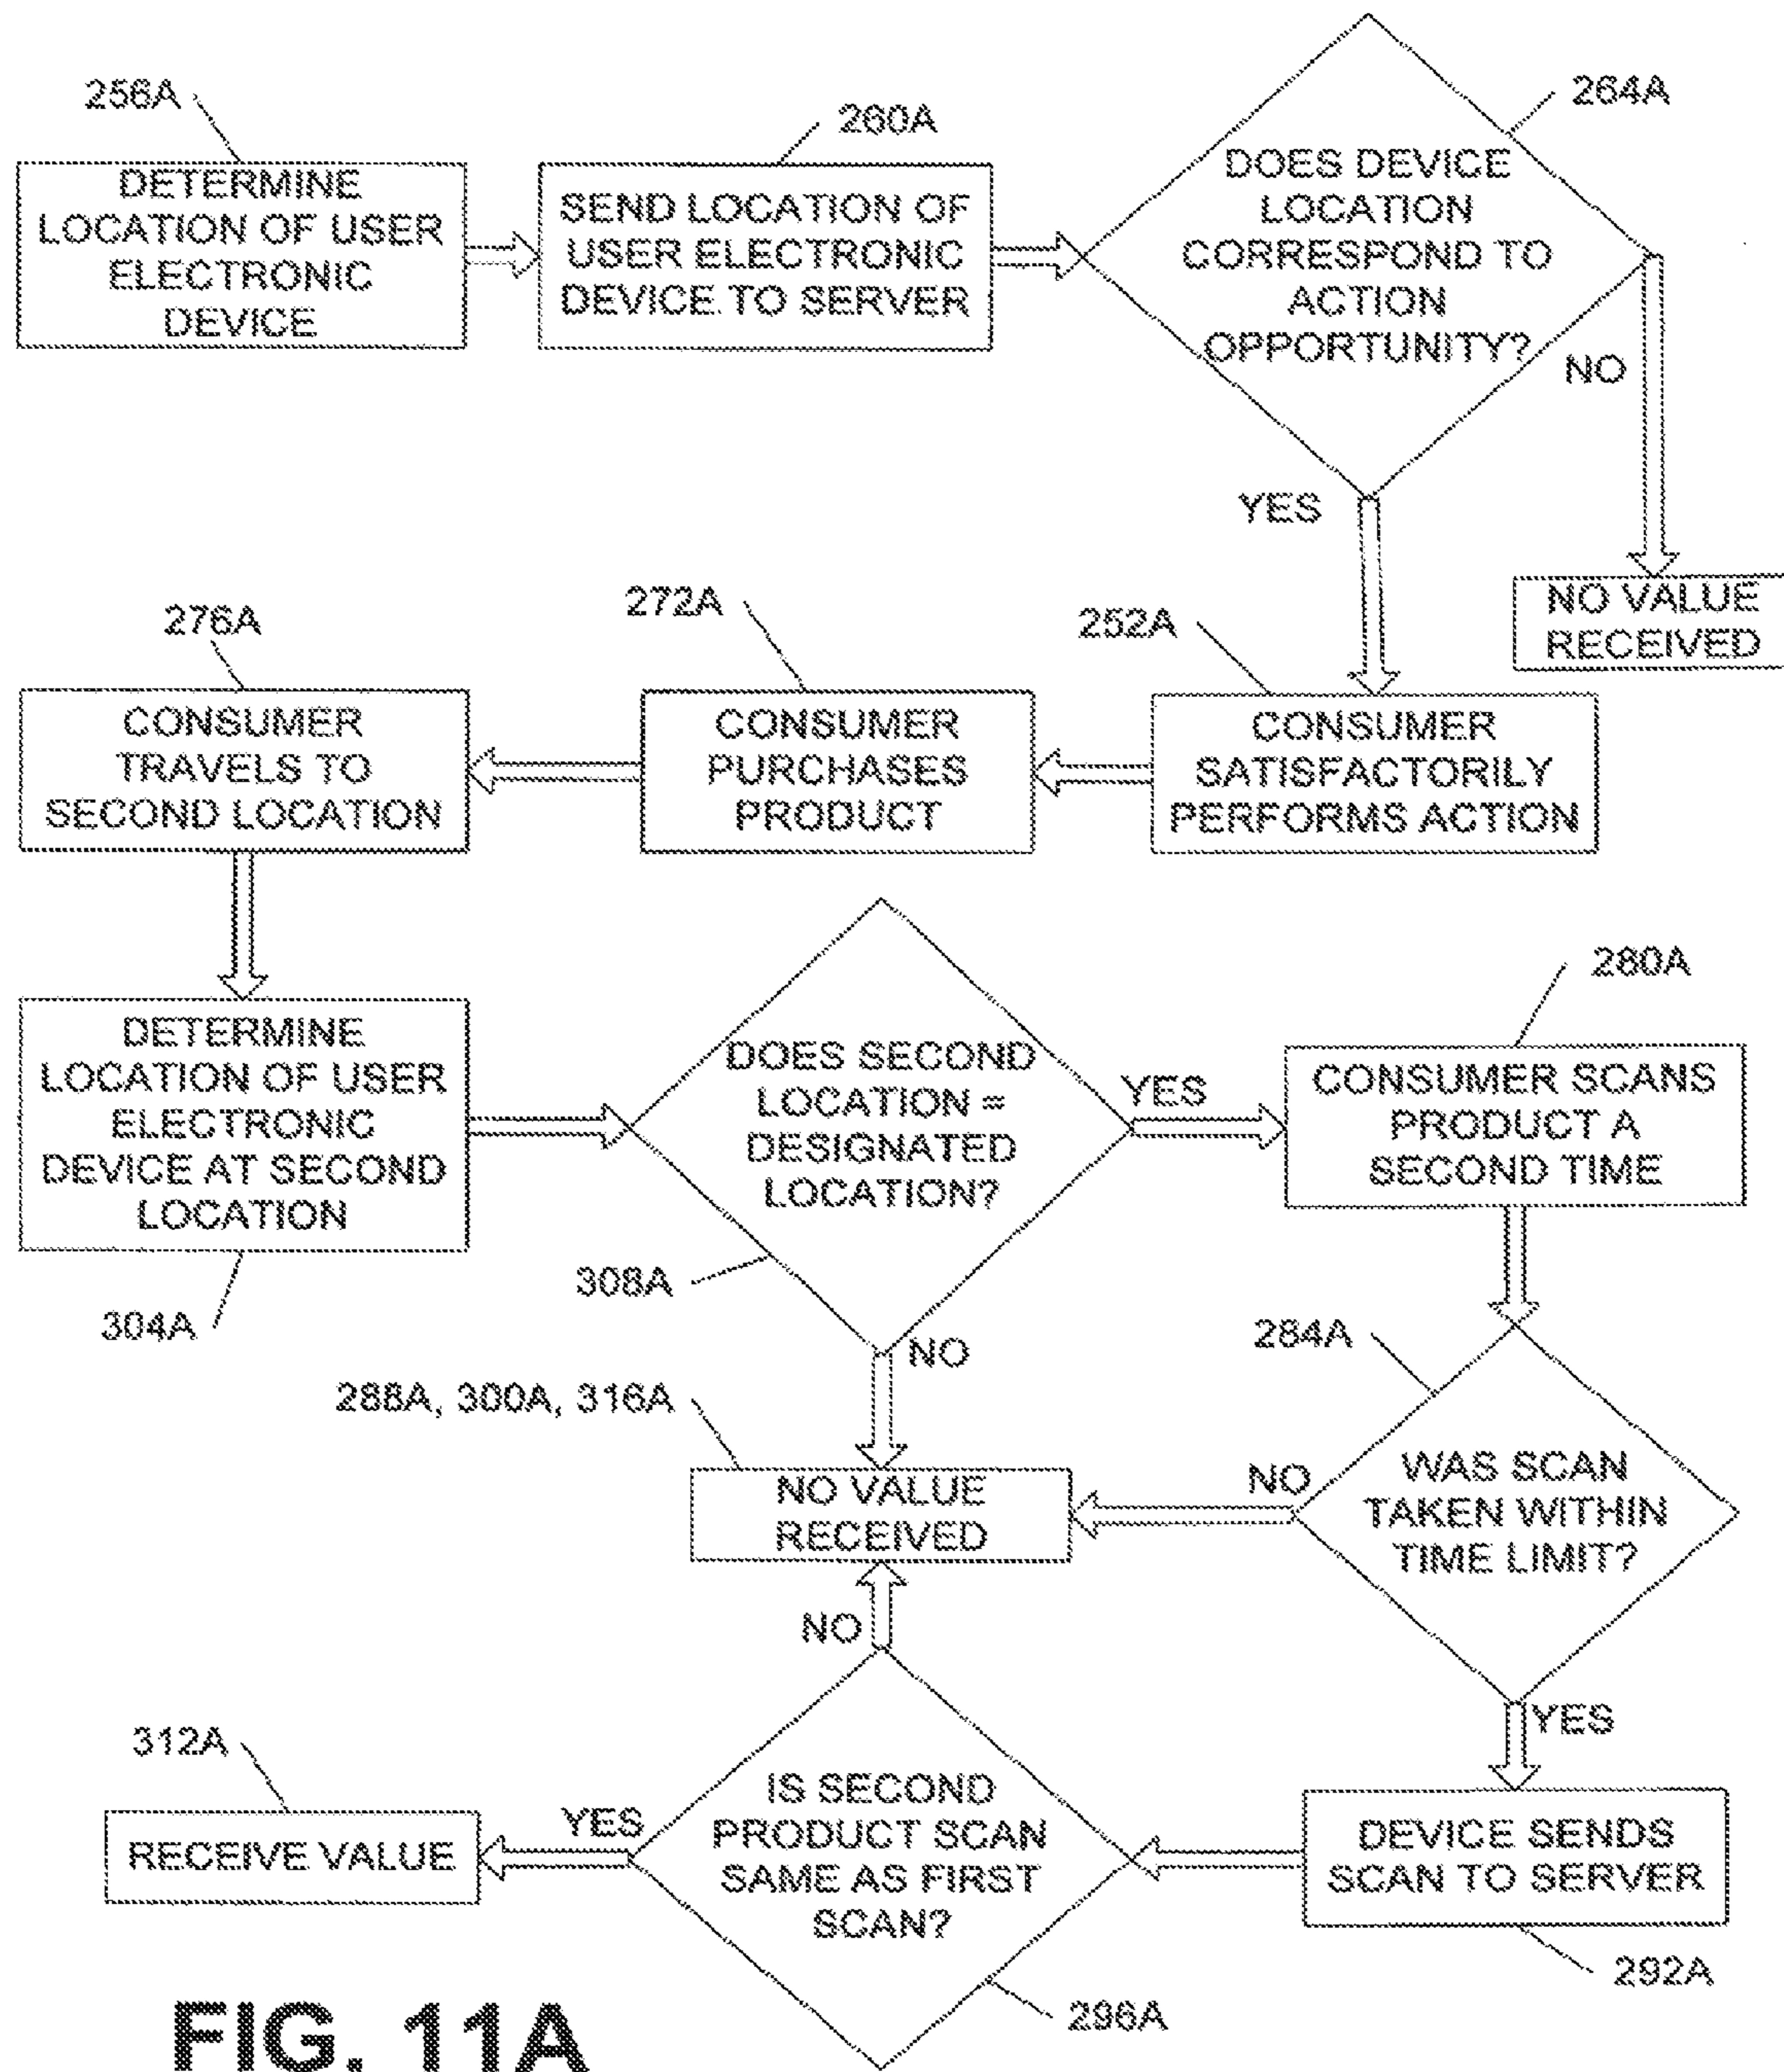 256A
DETERMINE
LOCATION OF USER
ELECTRONIC
DEVICE
260A
SEND LOCATION OF
USER ELECTRONIC
DEVICE TO SERVER
264A
DOES DEVICE
LOCATION
CORRESPOND TO
ACTION
OPPORTUNITY?
NO
YES
NO VALUE
RECEIVED
252A
CONSUMER
SATISFACTORILY
PERFORMS ACTION
272A
CONSUMER
PURCHASES
PRODUCT
276A
CONSUMER
TRAVELS TO
SECOND LOCATION
DETERMINE
LOCATION OF USER
ELECTRONIC
DEVICE AT SECOND
LOCATION
304A
DOES SECOND
LOCATION =
DESIGNATED
LOCATION?
308A
YES
NO
280A
CONSUMER SCANS
PRODUCT A
SECOND TIME
284A
WAS SCAN
TAKEN WITHIN
TIME LIMIT?
NO
YES
288A, 300A, 316A
NO VALUE
RECEIVED
NO
DEVICE SENDS
SCAN TO SERVER
292A
IS SECOND
PRODUCT SCAN
SAME AS FIRST
SCAN?
296A
YES
312A
RECEIVE VALUE
FIG. 11A